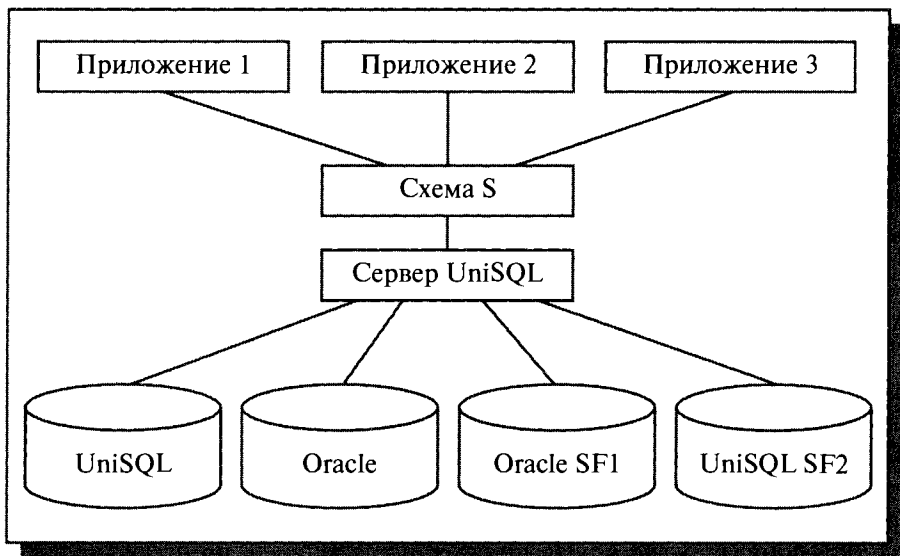 Приложение 1
Приложение 2
Приложение 3
Схема S
Сервер UniSQL
UniSQL
Oracle
Oracle SF1
UniSQL SF2